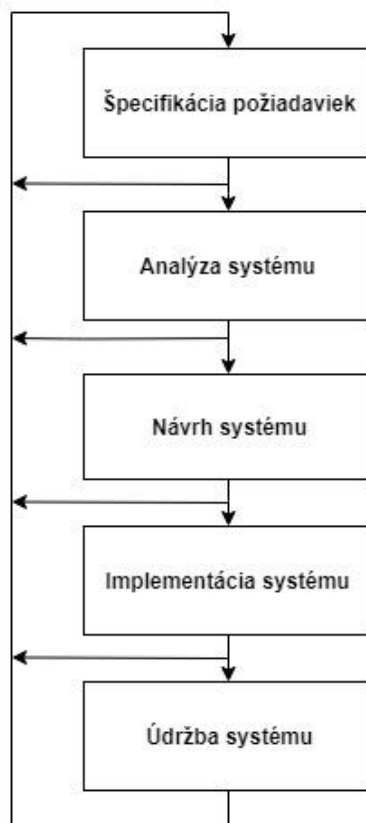 Špecifikácia požiadaviek
Analýza systému
Návrh systému
Implementácia systému
Údržba systému